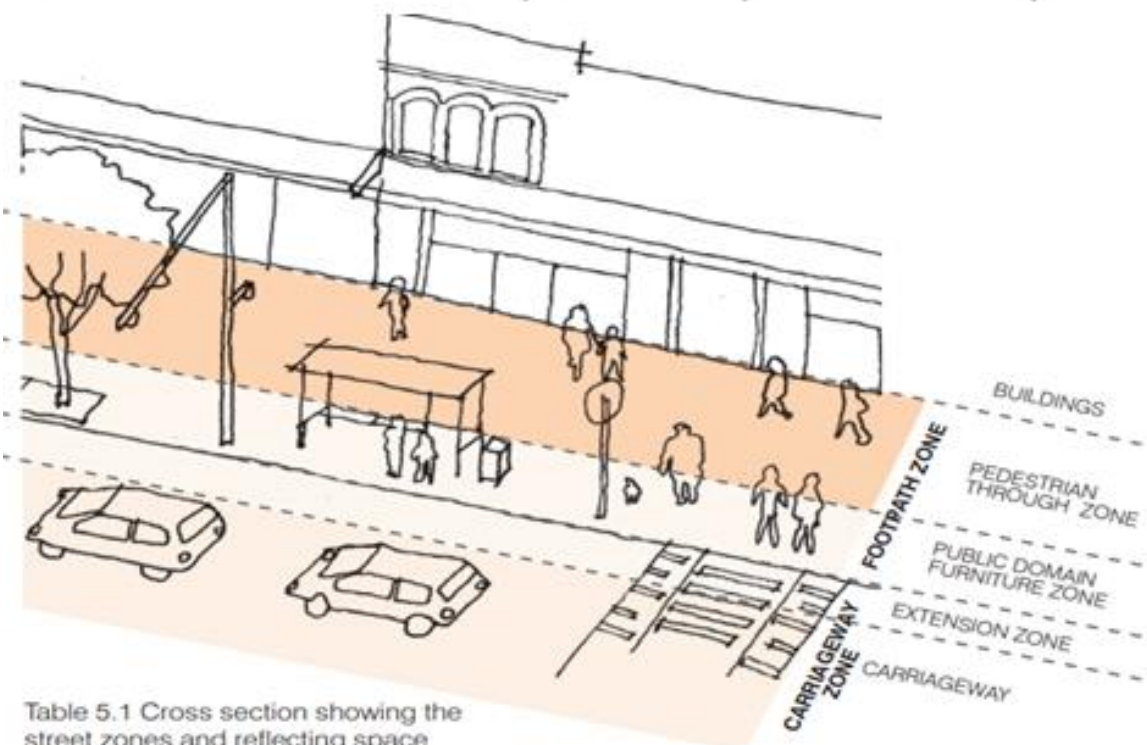 BUILDINGS
PEDESTRIAN
THROUGH ZONE
FOOTPATH ZONE
PUBLIC DOMAIN
FURNITURE ZONE
EXTENSION ZONE
CARRIAGEWAY
CARRIAGEWAY
ZONE
Table 5.1 Cross section showing the
street zones and reflecting space